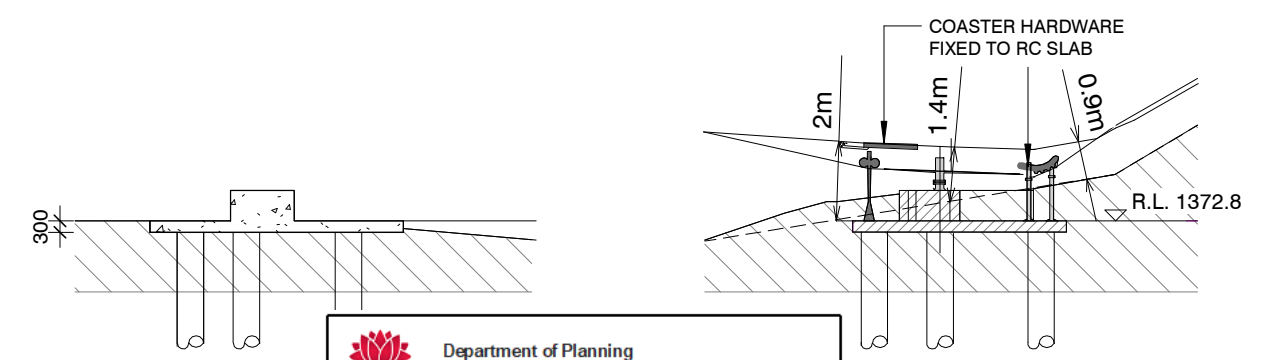 COASTER HARDWARE
FIXED TO RC SLAB
2m
1.4m
0.9m
R.L. 1372.8
300
Department of Planning